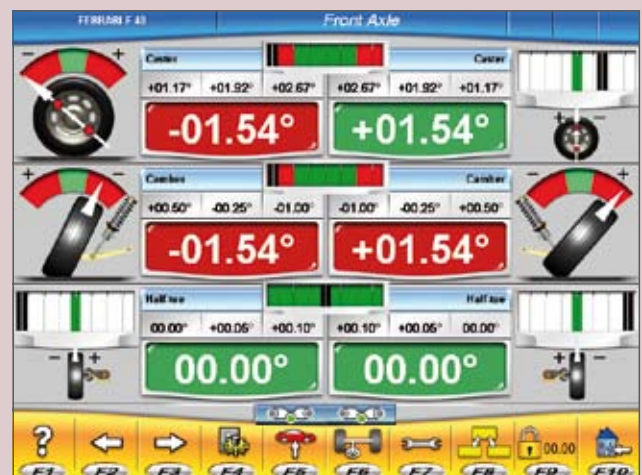 FERRARI F 40 Front Axle
- + Caster Caster
+01.17° +01.92° +02.67° +02.67° +01.92° +01.17°
-01.54° +01.54°
- +
+ - Camber Camber - +
+00.50° -00.25° -01.00° -01.00° -00.25° +00.50°
-01.54° +01.54°
Half toe Half toe
00.00° +00.05° +00.10° +00.10° +00.05° 00.00°
- + 00.00° 00.00° + -
? 00.00
F1 F2 F3 F4 F5 F6 F7 F8 F9 F10